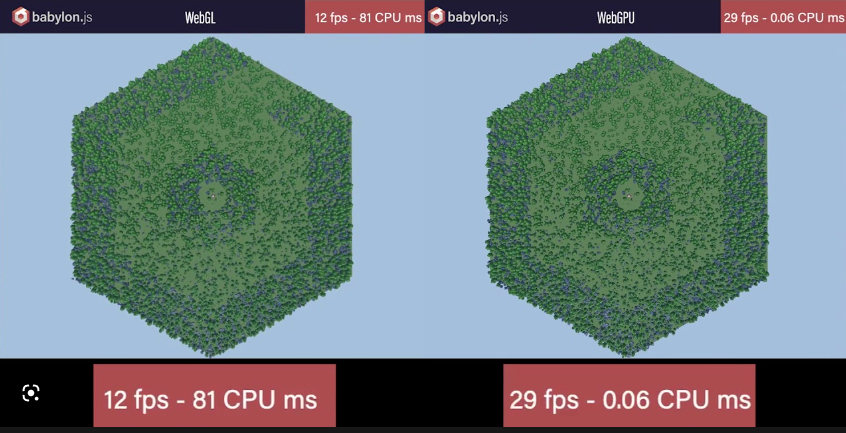 babylon.js
WebGL
12 fps - 81 CPU ms
babylon.js
WebGPU
29 fps - 0.06 CPU ms
12 fps - 81 CPU ms
29 fps - 0.06 CPU ms